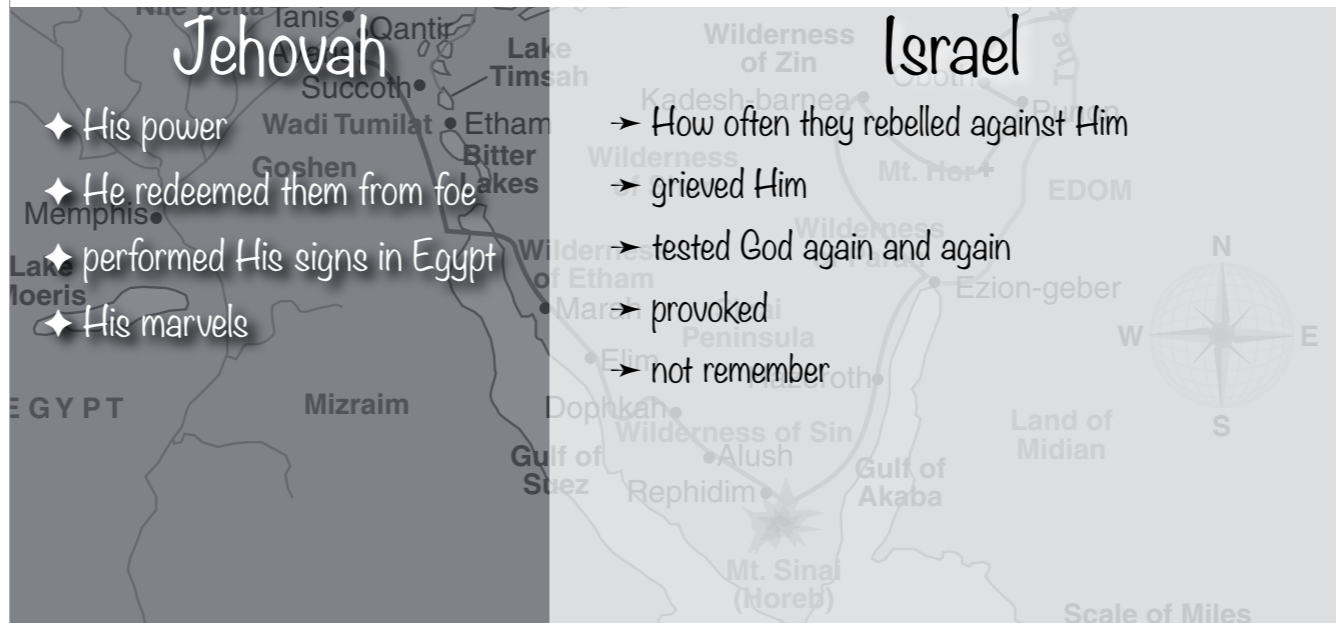 Jehovah
✦ His power
✦ He redeemed them from foe
✦ performed His signs in Egypt
✦ His marvels
Israel
→ How often they rebelled against Him
→ grieved Him
→ tested God again and again
→ provoked
→ not remember
Nile Delta
Tanis
Qantir
Succoth
Lake
Timsah
Wadi Tumilat
Etham
Goshen
Bitter
Lakes
Memphis
Lake
Moeris
EGYPT
Mizraim
Wilderness
of Etham
Marah
Elim
Dophkah
Wilderness of Sin
Alush
Rephidim
Gulf of
Suez
Mt. Sinai
(Horeb)
Wilderness
of Zin
Oboth
Punon
Kadesh-barnea
Wilderness
Mt. Hor
EDOM
Wilderness
Paran
Ezion-geber
Peninsula
Hazeroth
Gulf of
Akaba
Land of
Midian
N
W
E
S
Scale of Miles